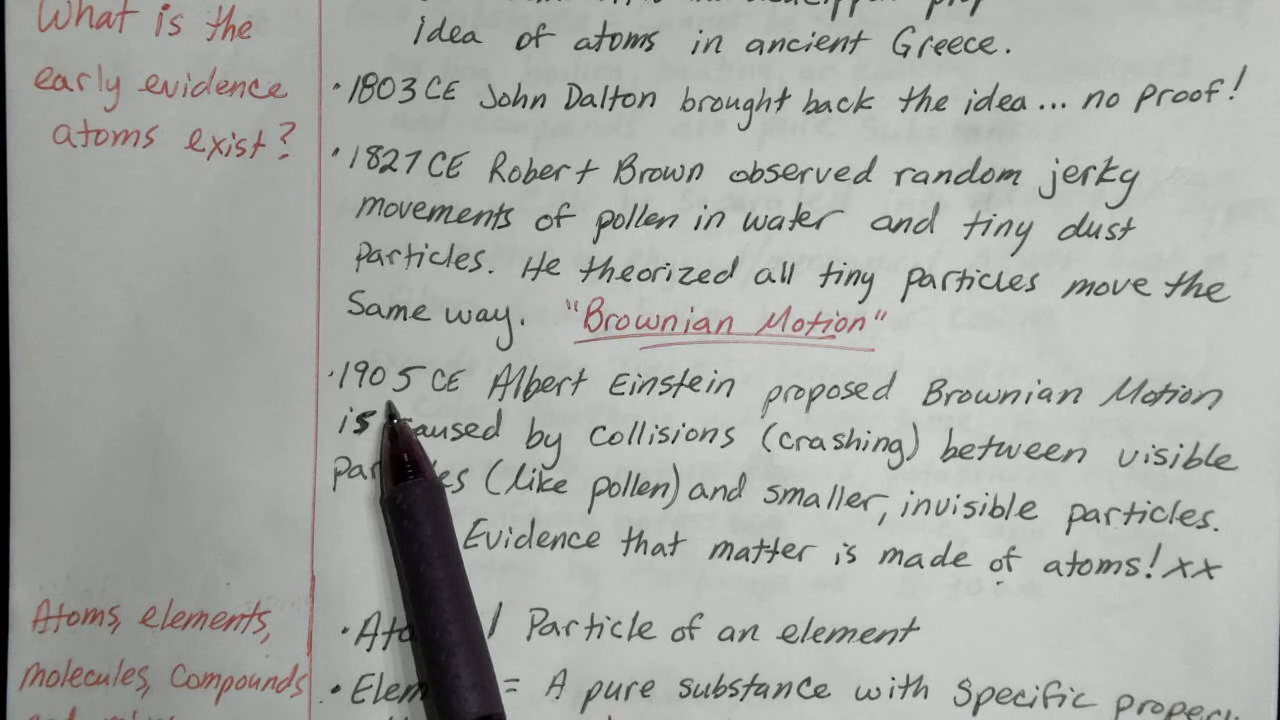 What is the
early evidence
atoms exist?
idea of atoms in ancient Greece.
·1803 CE John Dalton brought back the idea... no proof!
·1827 CE Robert Brown observed random jerky
movements of pollen in water and tiny dust
particles. He theorized all tiny particles move the
same way. "Brownian Motion"
·1905 CE Albert Einstein proposed Brownian Motion
is caused by collisions (crashing) between visible
(like pollen) and smaller, invisible particles.
Evidence that matter is made of atoms! xx
Atoms, elements,
molecules, compounds
· Particle of an element
· = A pure substance with specific